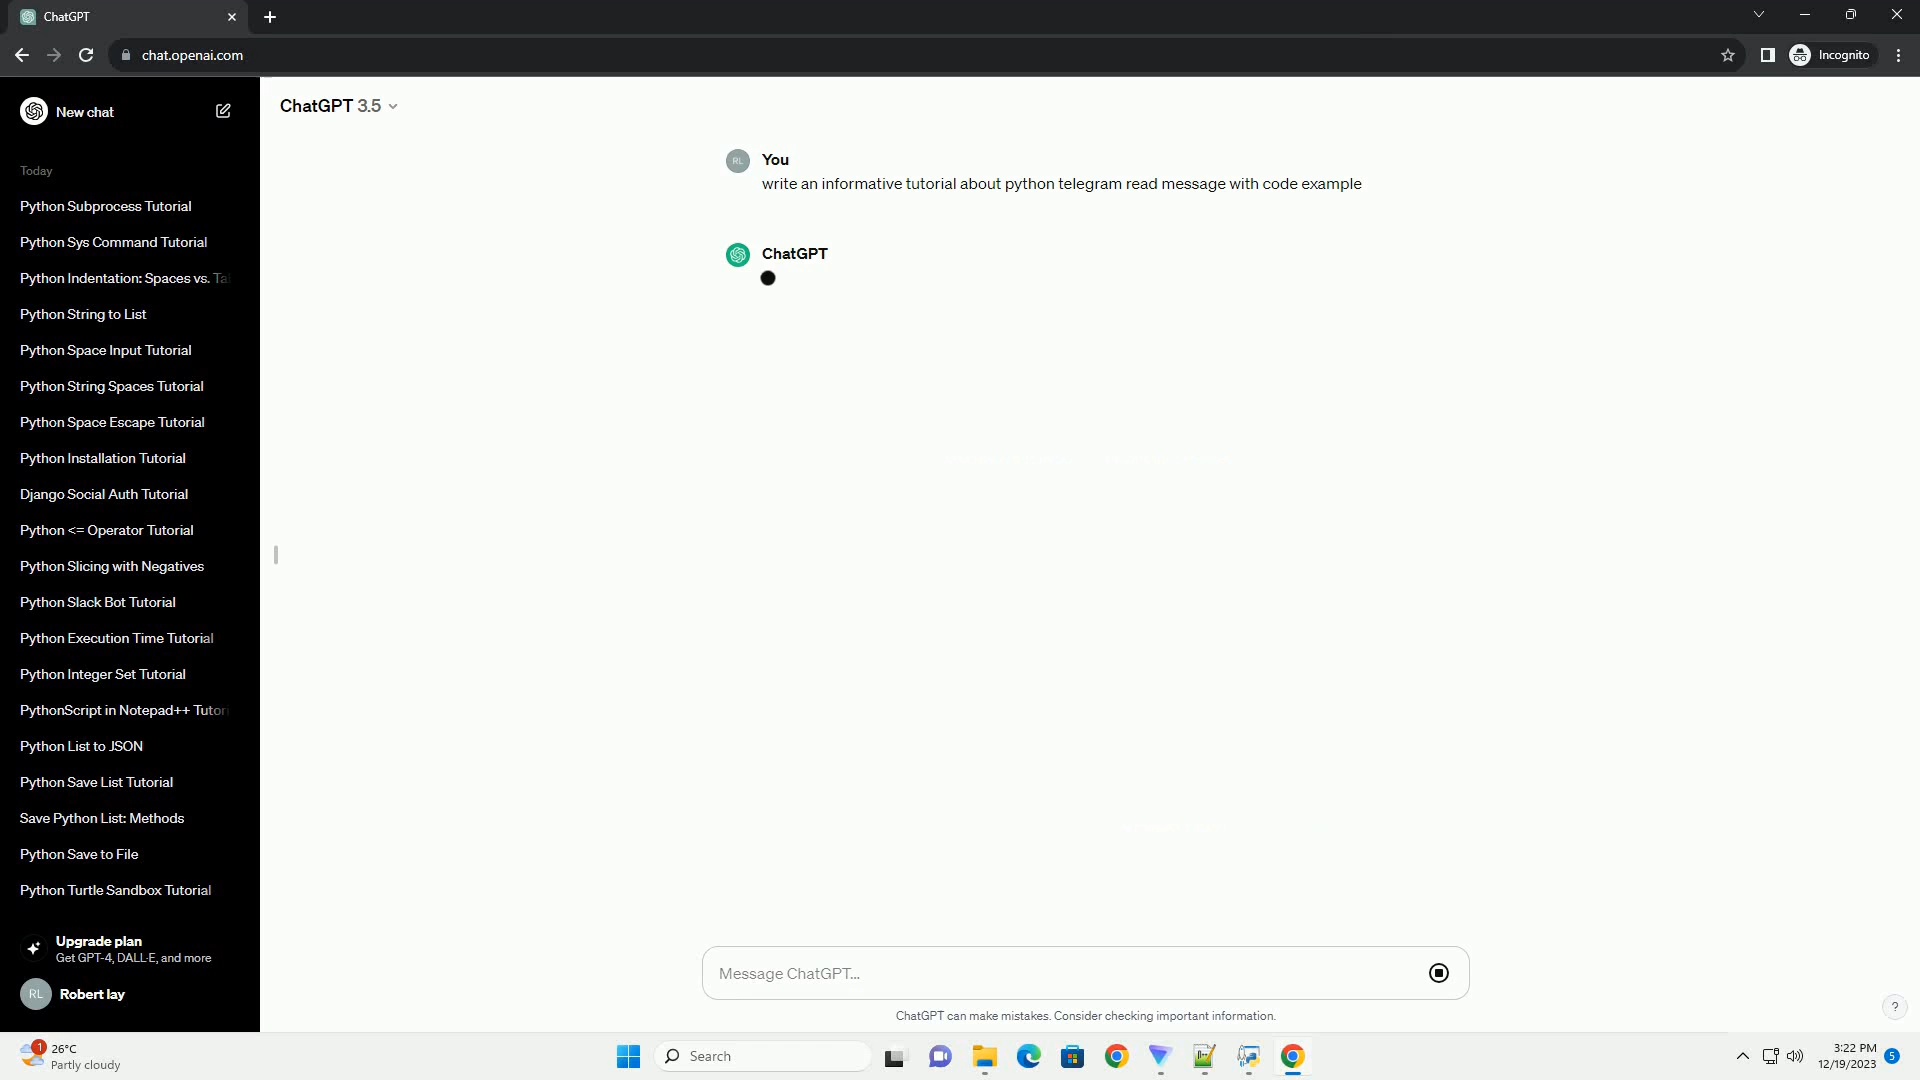 ChatGPT
chat.openai.com
Incognito
New chat
ChatGPT 3.5
Today
Python Subprocess Tutorial
Python Sys Command Tutorial
Python Indentation: Spaces vs. Ta
Python String to List
Python Space Input Tutorial
Python String Spaces Tutorial
Python Space Escape Tutorial
Python Installation Tutorial
Django Social Auth Tutorial
Python <= Operator Tutorial
Python Slicing with Negatives
Python Slack Bot Tutorial
Python Execution Time Tutorial
Python Integer Set Tutorial
PythonScript in Notepad++ Tutori
Python List to JSON
Python Save List Tutorial
Save Python List: Methods
Python Save to File
Python Turtle Sandbox Tutorial
Upgrade plan
Get GPT-4, DALL·E, and more
RL
Robert lay
RL
You
write an informative tutorial about python telegram read message with code example
ChatGPT
Message ChatGPT...
ChatGPT can make mistakes. Consider checking important information.
?
1
26°C
Partly cloudy
Search
3:22 PM
12/19/2023
5